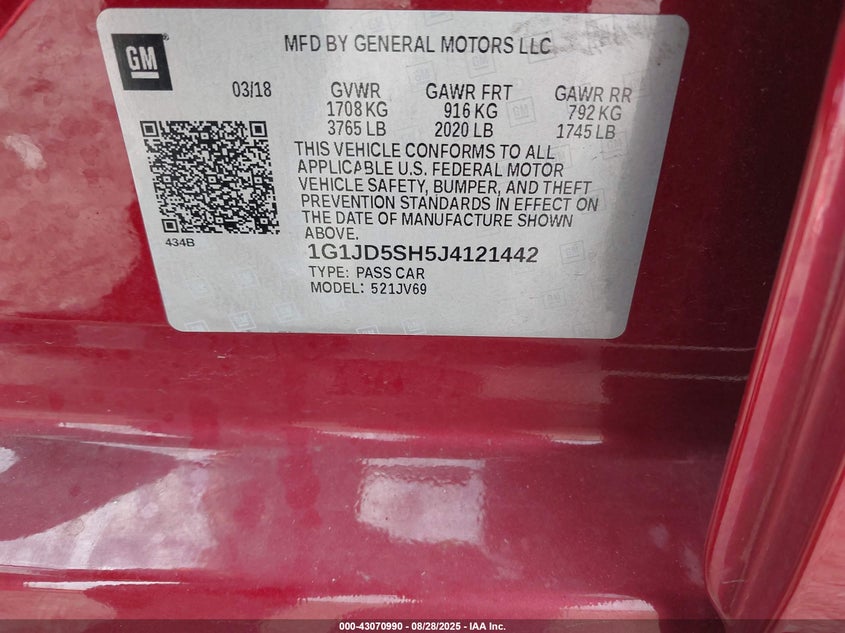 GM
MFD BY GENERAL MOTORS LLC
03/18
GVWR
1708 KG
3765 LB
GAWR FRT
916 KG
2020 LB
GAWR RR
792 KG
1745 LB
THIS VEHICLE CONFORMS TO ALL
APPLICABLE U.S. FEDERAL MOTOR
VEHICLE SAFETY, BUMPER, AND THEFT
PREVENTION STANDARDS IN EFFECT ON
THE DATE OF MANUFACTURE SHOWN
ABOVE.
434B
1G1JD5SH5J4121442
TYPE: PASS CAR
MODEL: 521JV69
000-43070990 - 08/28/2025 - IAA Inc.